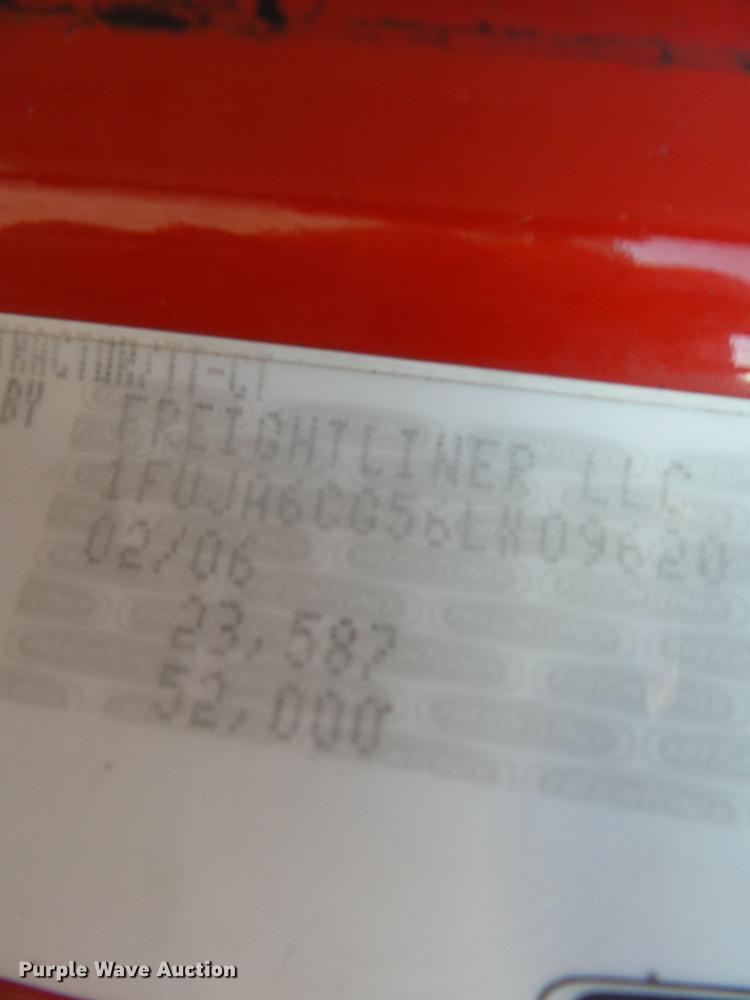 FREIGHTLINER LLC
1FUJA6CG56LW09620
02/06
23,587
52,000
Purple Wave Auction